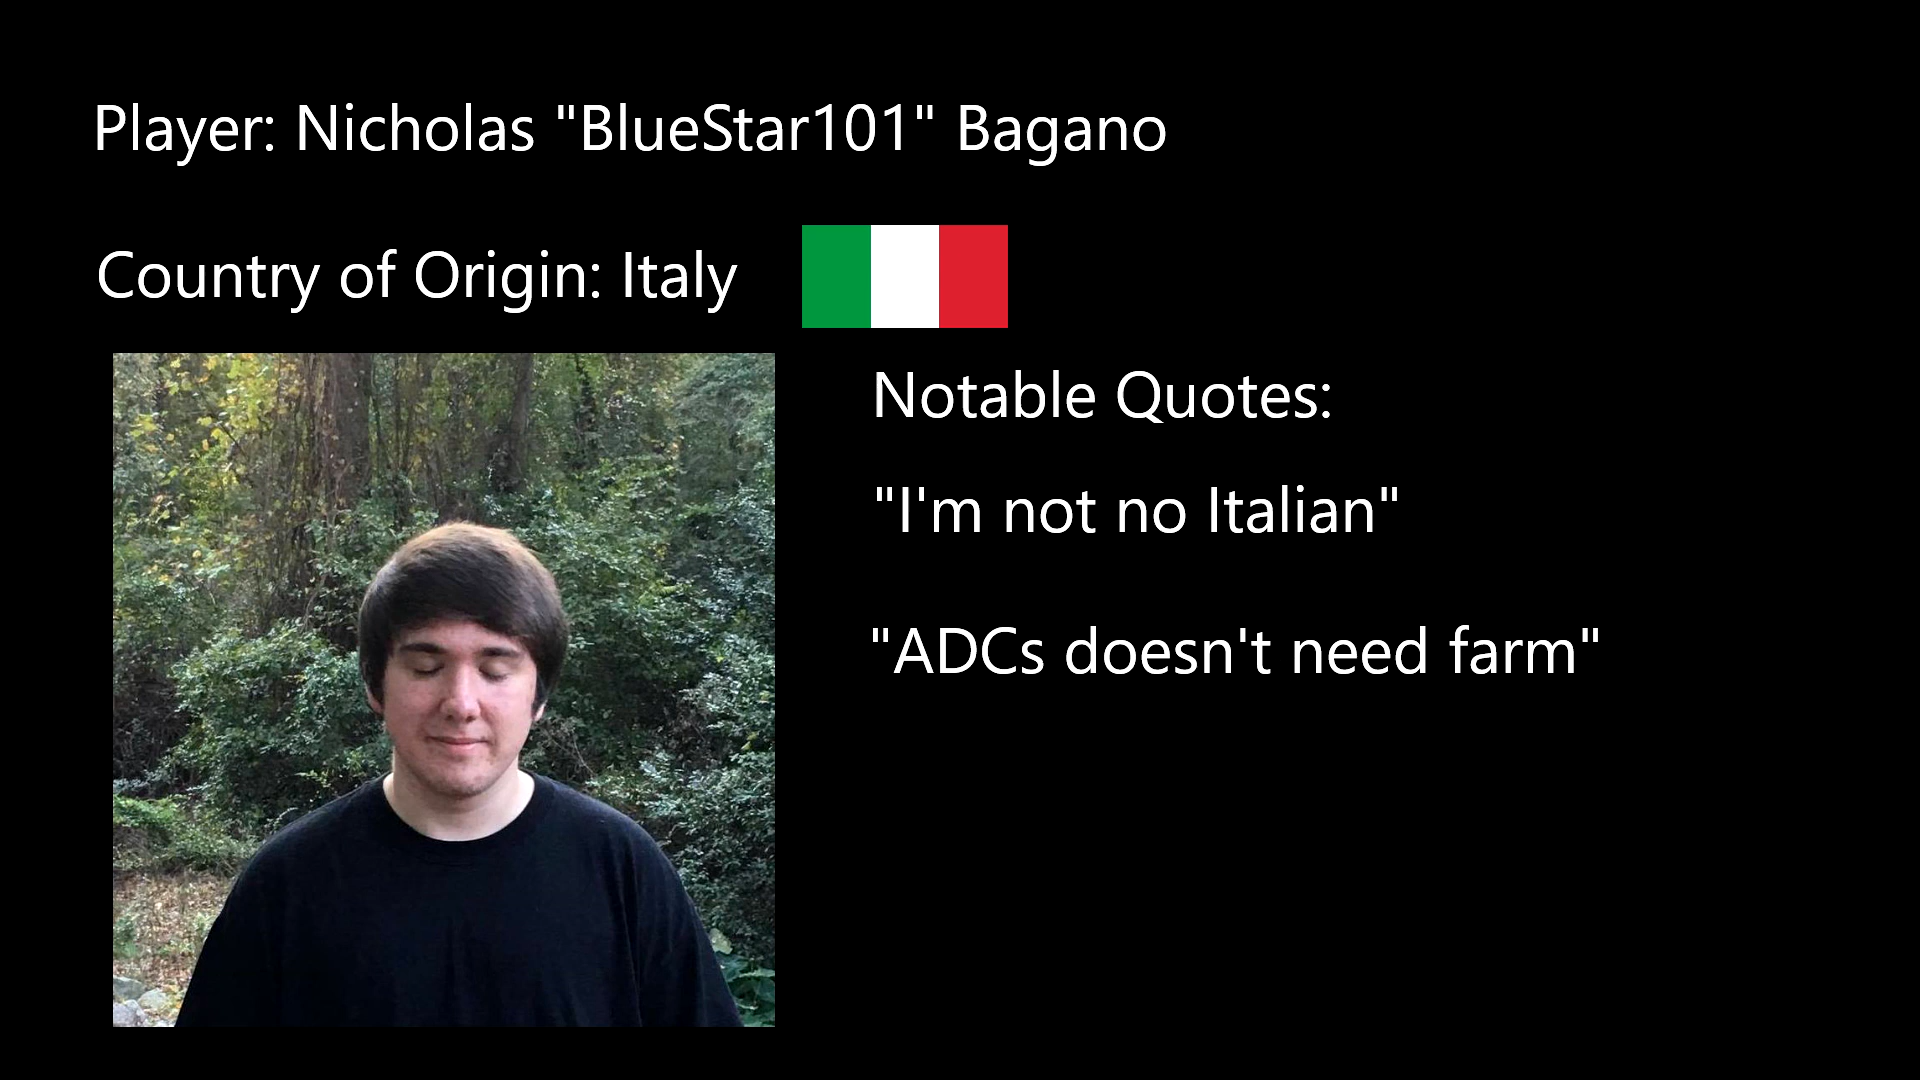 Player: Nicholas "BlueStar101" Bagano
Country of Origin: Italy
Notable Quotes:
"I'm not no Italian"
"ADCs doesn't need farm"